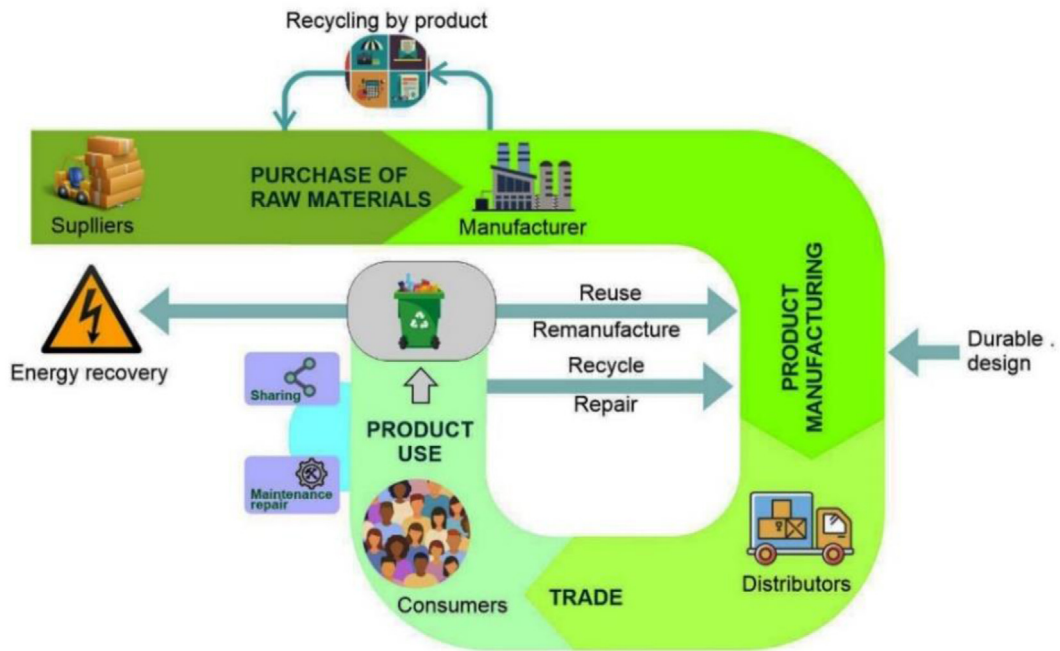 Recycling by product
PURCHASE OF
RAW MATERIALS
Suplliers
Manufacturer
PRODUCT
MANUFACTURING
Reuse
Remanufacture
Recycle
Repair
Durable .
design
Energy recovery
Sharing
PRODUCT
USE
Maintenance
repair
Consumers
TRADE
Distributors